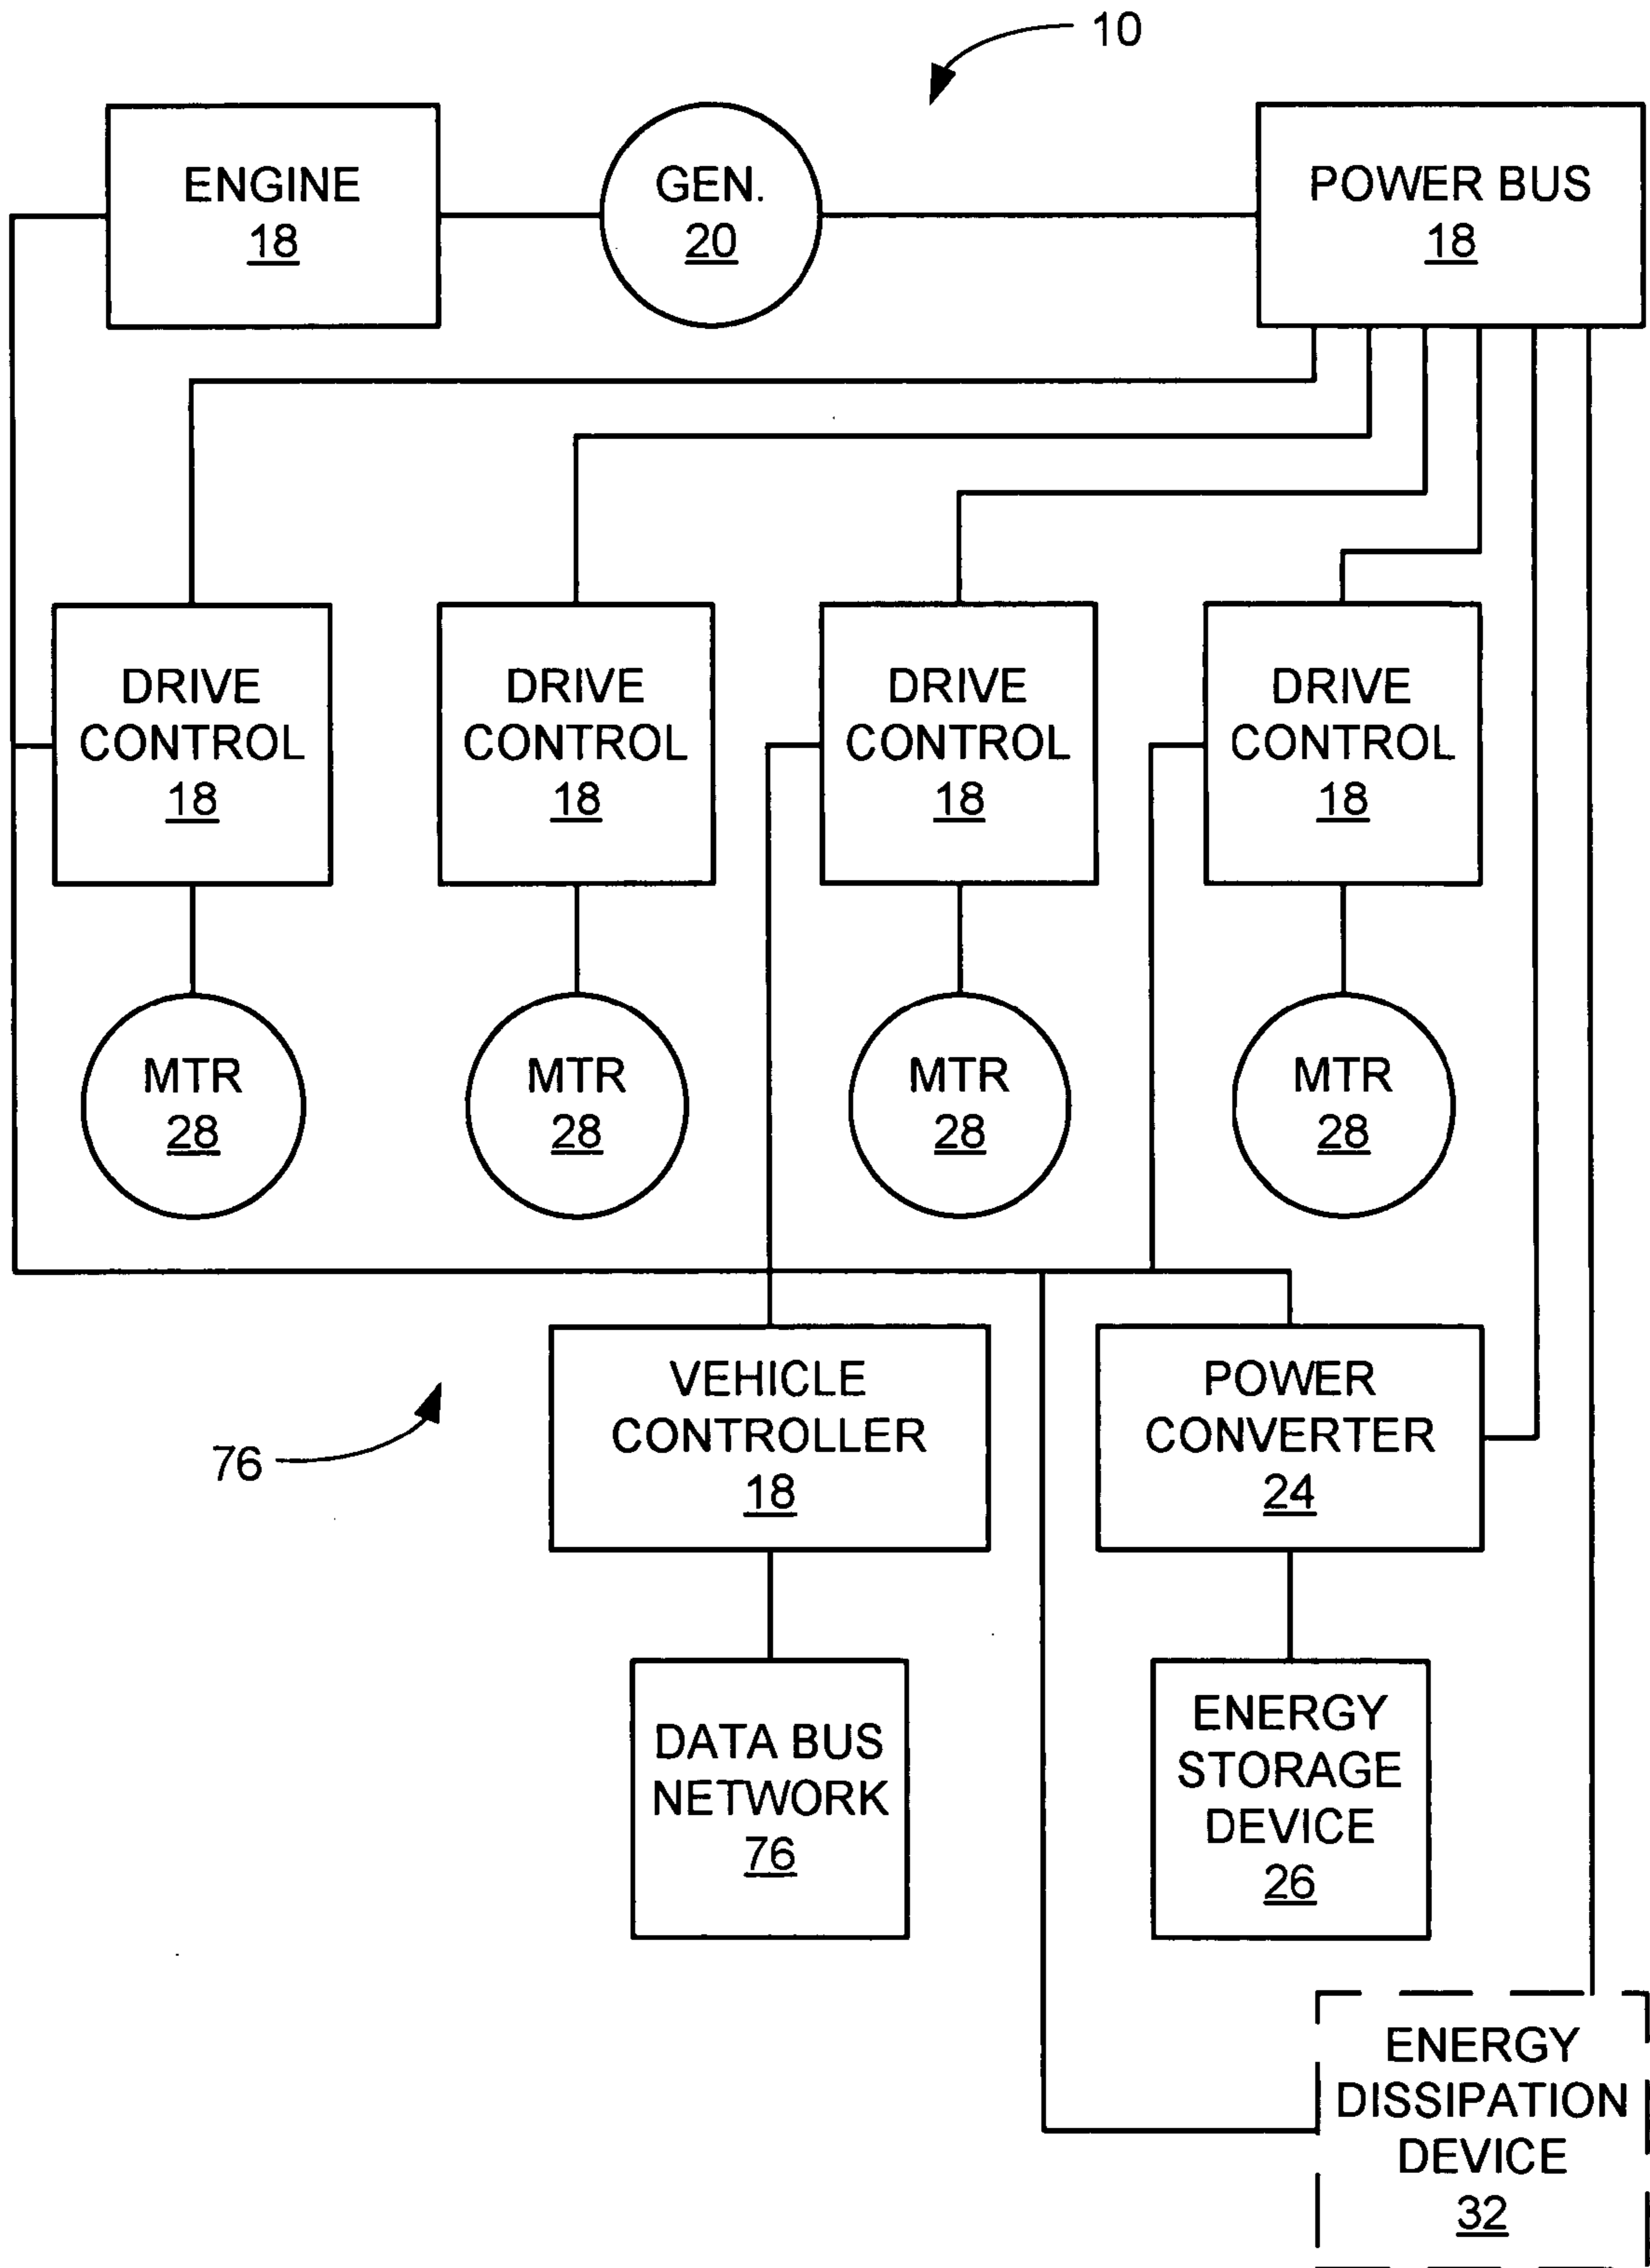 10
ENGINE
18
GEN.
20
POWER BUS
18
DRIVE
CONTROL
18
DRIVE
CONTROL
18
DRIVE
CONTROL
18
DRIVE
CONTROL
18
MTR
28
MTR
28
MTR
28
MTR
28
76
VEHICLE
CONTROLLER
18
POWER
CONVERTER
24
DATA BUS
NETWORK
76
ENERGY
STORAGE
DEVICE
26
ENERGY
DISSIPATION
DEVICE
32